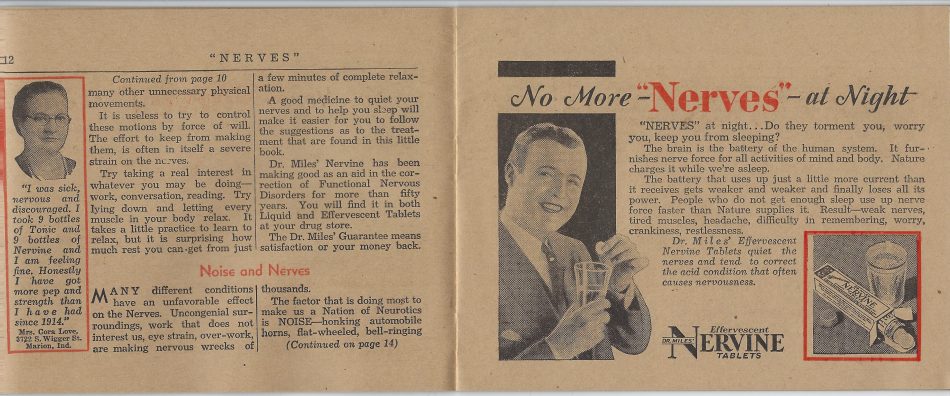 12
"NERVES"
"I was sick,
nervous and
discouraged. I
took 9 bottles
of Tonic and
9 bottles of
Nervine and
I am feeling
fine. Honestly
I have got
more pep and
strength than
I have had
since 1914."
Mrs. Cora Love,
3722 S. Wigger St.
Marion, Ind.
Continued from page 10
many other unnecessary physical
movements.
It is useless to try to control
these motions by force of will.
The effort to keep from making
them, is often in itself a severe
strain on the nerves.
Try taking a real interest in
whatever you may be doing—
work, conversation, reading. Try
lying down and letting every
muscle in your body relax. It
takes a little practice to learn to
relax, but it is surprising how
much rest you can get from just
a few minutes of complete relax-
ation.
A good medicine to quiet your
nerves and to help you sleep will
make it easier for you to follow
the suggestions as to the treat-
ment that are found in this little
book.
Dr. Miles' Nervine has been
making good as an aid in the cor-
rection of Functional Nervous
Disorders for more than fifty
years. You will find it in both
Liquid and Effervescent Tablets
at your drug store.
The Dr. Miles' Guarantee means
satisfaction or your money back.
Noise and Nerves
MANY different conditions
have an unfavorable effect
on the Nerves. Uncongenial sur-
roundings, work that does not
interest us, eye strain, over-work,
are making nervous wrecks of
thousands.
The factor that is doing most to
make us a Nation of Neurotics
is NOISE—honking automobile
horns, flat-wheeled, bell-ringing
(Continued on page 14)
No More-"Nerves"-at Night
"NERVES" at night...Do they torment you, worry
you, keep you from sleeping?
The brain is the battery of the human system. It fur-
nishes nerve force for all activities of mind and body. Nature
charges it while we're asleep.
The battery that uses up just a little more current than
it receives gets weaker and weaker and finally loses all its
power. People who do not get enough sleep use up nerve
force faster than Nature supplies it. Result—weak nerves,
tired muscles, headache, difficulty in remembering, worry,
crankiness, restlessness.
Dr. Miles' Effervescent
Nervine Tablets quiet the
nerves and tend to correct
the acid condition that often
causes nervousness.
Effervescent
DR. MILES' NERVINE
TABLETS
NERVINE